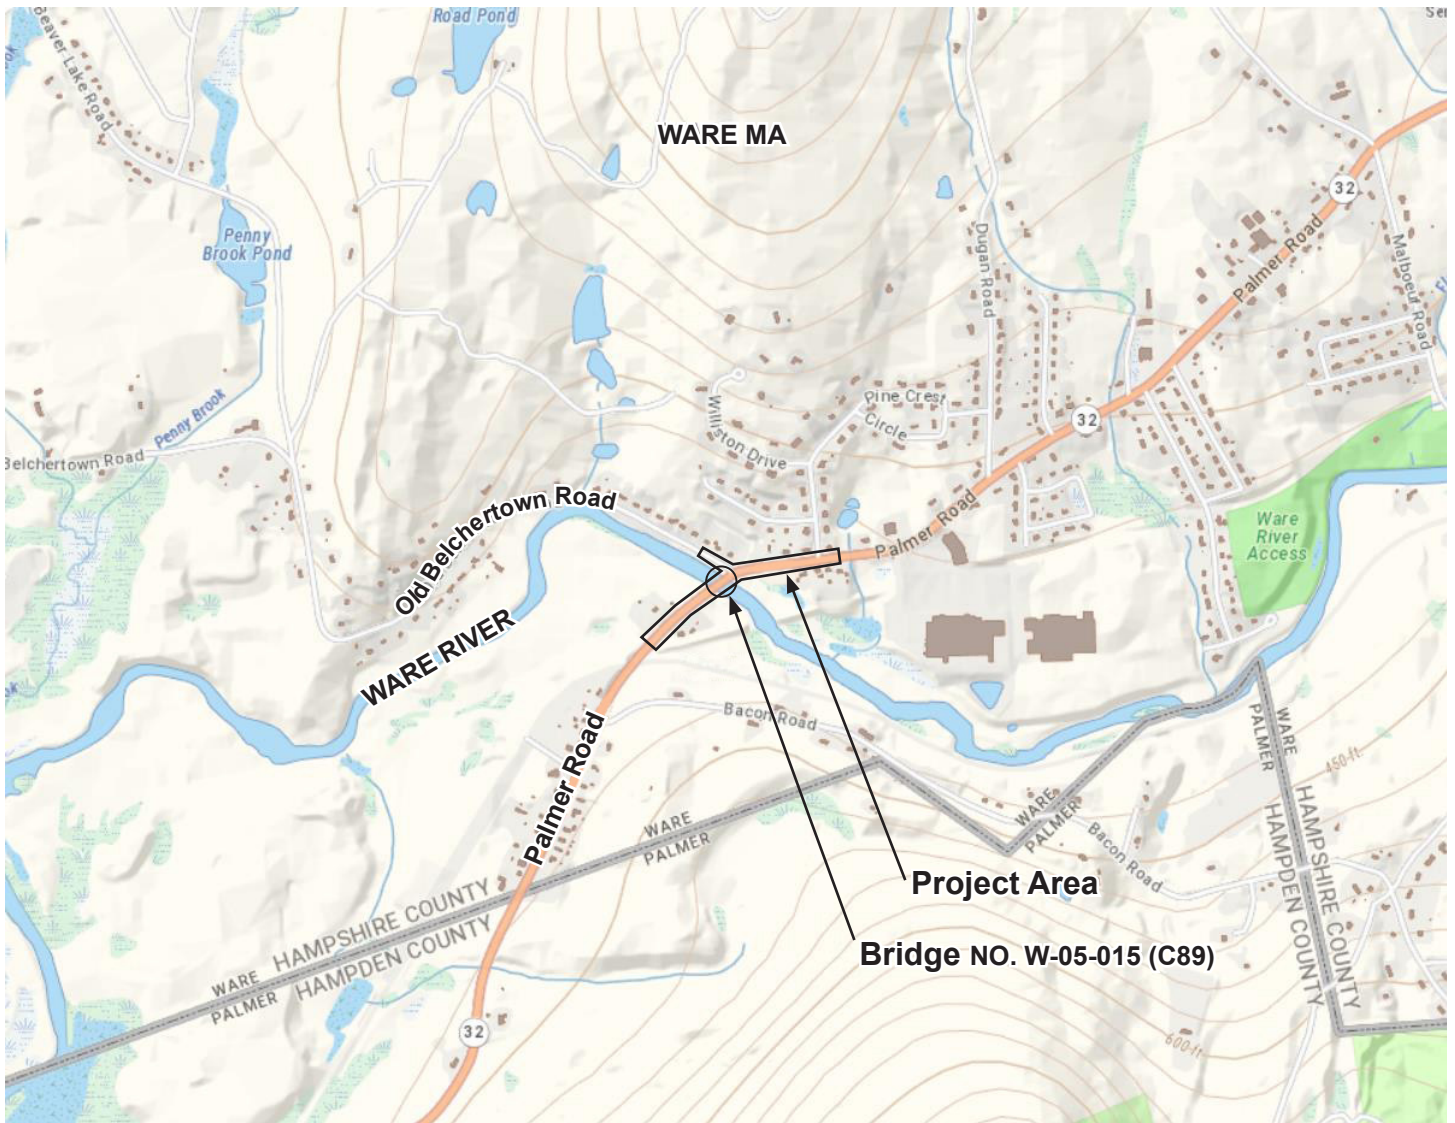 Road Pond
Beaver Lake Road
WARE MA
32
Penny
Brook Pond
Dugan Road
Palmer Road
Malboeuf Road
Penny Brook
Belchertown Road
Williston Drive
Pine Crest
Circle
32
Old Belchertown Road
Palmer Road
Ware
River
Access
WARE RIVER
Bacon Road
WARE
PALMER
Palmer Road
450-ft
WARE
PALMER
WARE
PALMER
Bacon Road
HAMPSHIRE COUNTY
HAMPDEN COUNTY
Project Area
HAMPSHIRE COUNTY
HAMPDEN COUNTY
Bridge NO. W-05-015 (C89)
WARE
PALMER
32
600-ft